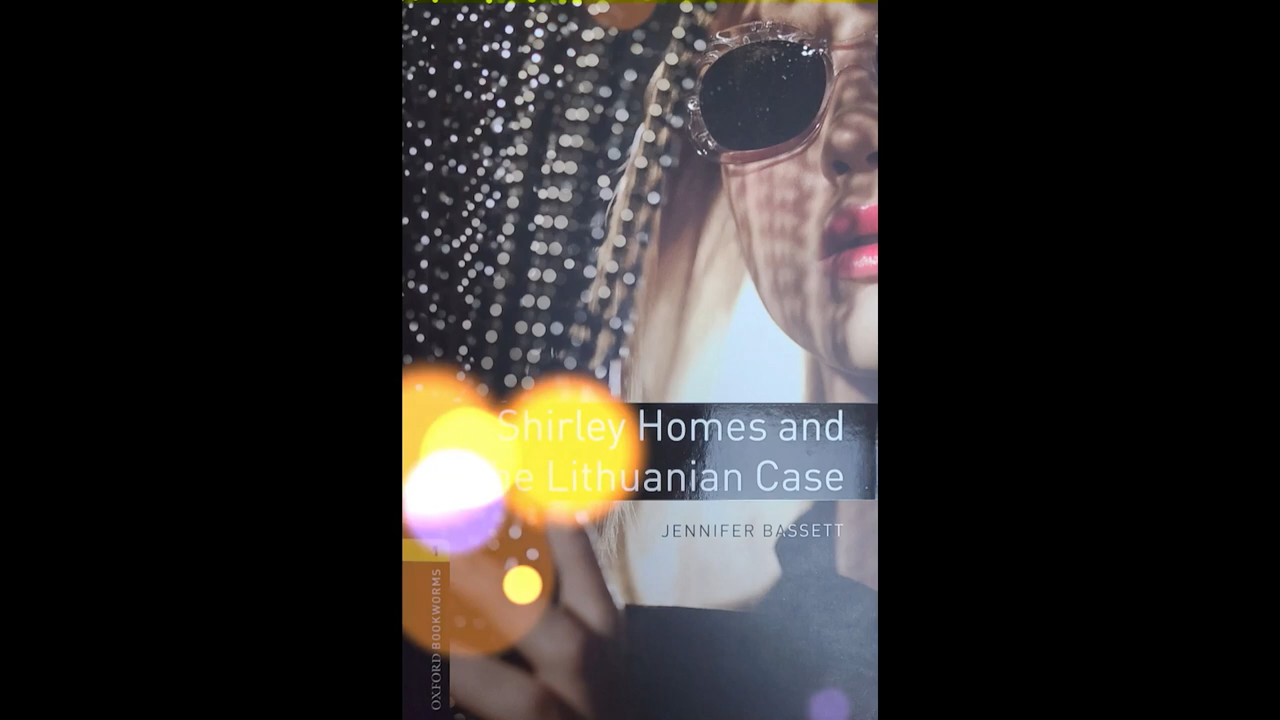 Shirley Homes and
Lithuanian Case
JENNIFER BASSETT
1
OXFORD BOOKWORMS